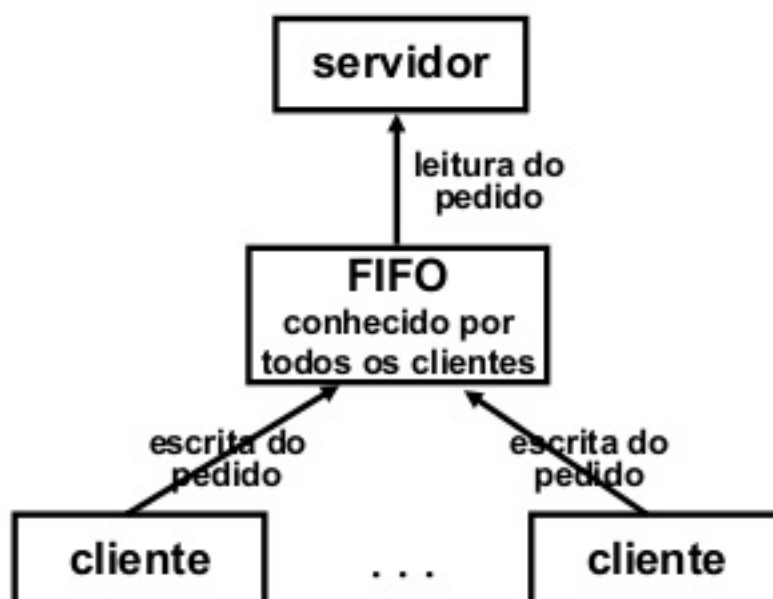 servidor
leitura do
pedido
FIFO
conhecido por
todos os clientes
escrita do
pedido
escrita do
pedido
cliente
. . .
cliente